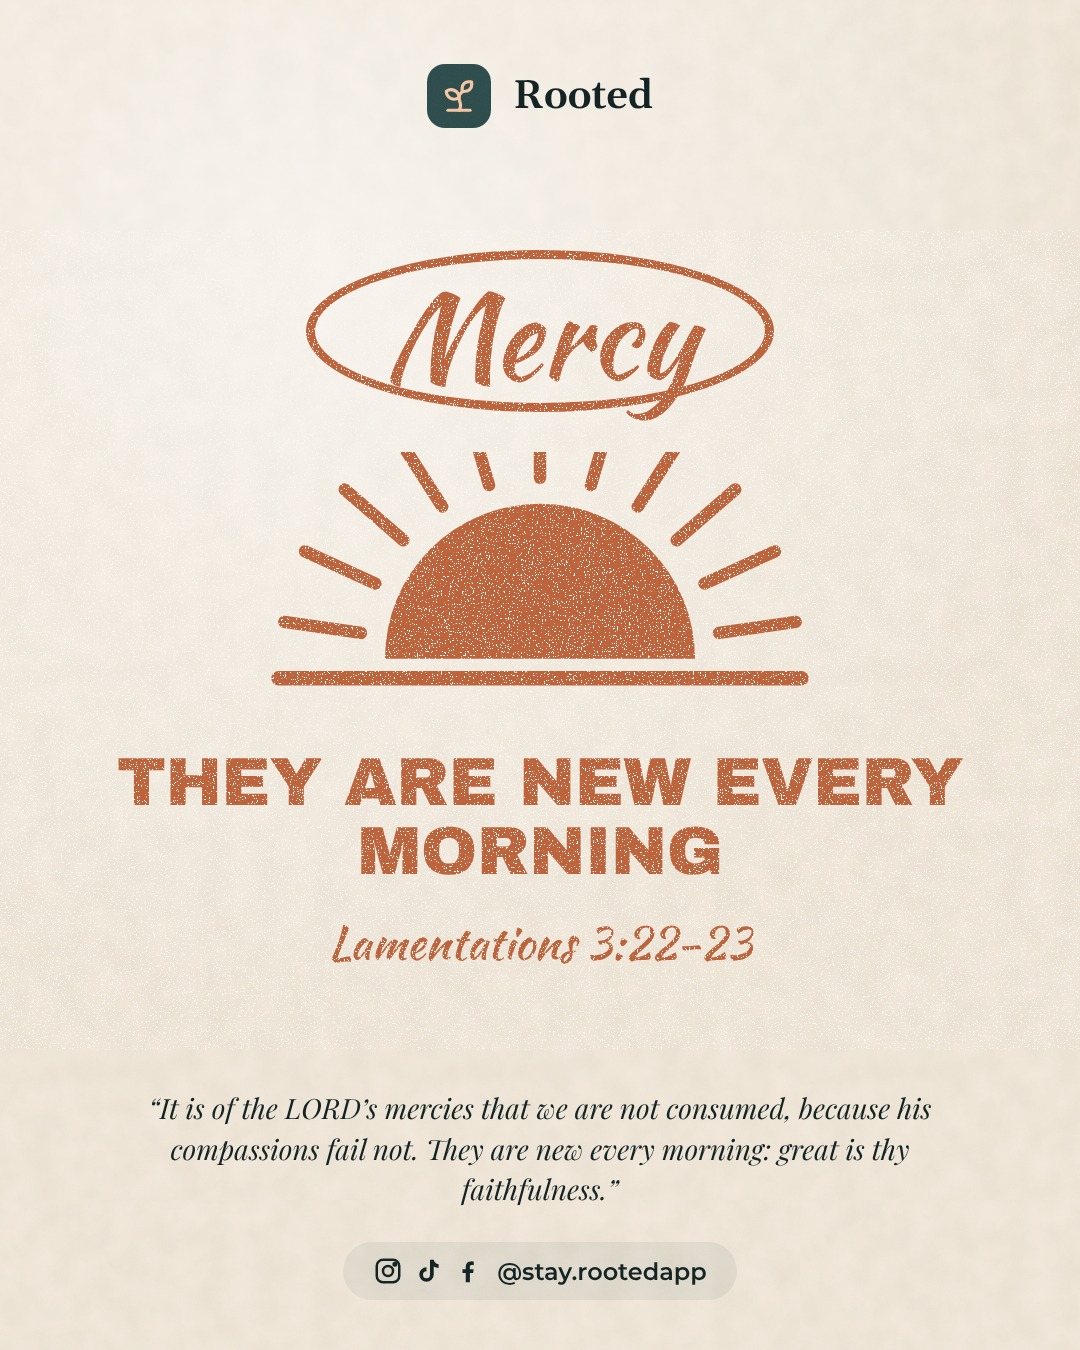 Rooted
Mercy
THEY ARE NEW EVERY
MORNING
Lamentations 3:22–23
“It is of the LORD’s mercies that we are not consumed, because his
compassions fail not. They are new every morning: great is thy
faithfulness.”
@stay.rootedapp